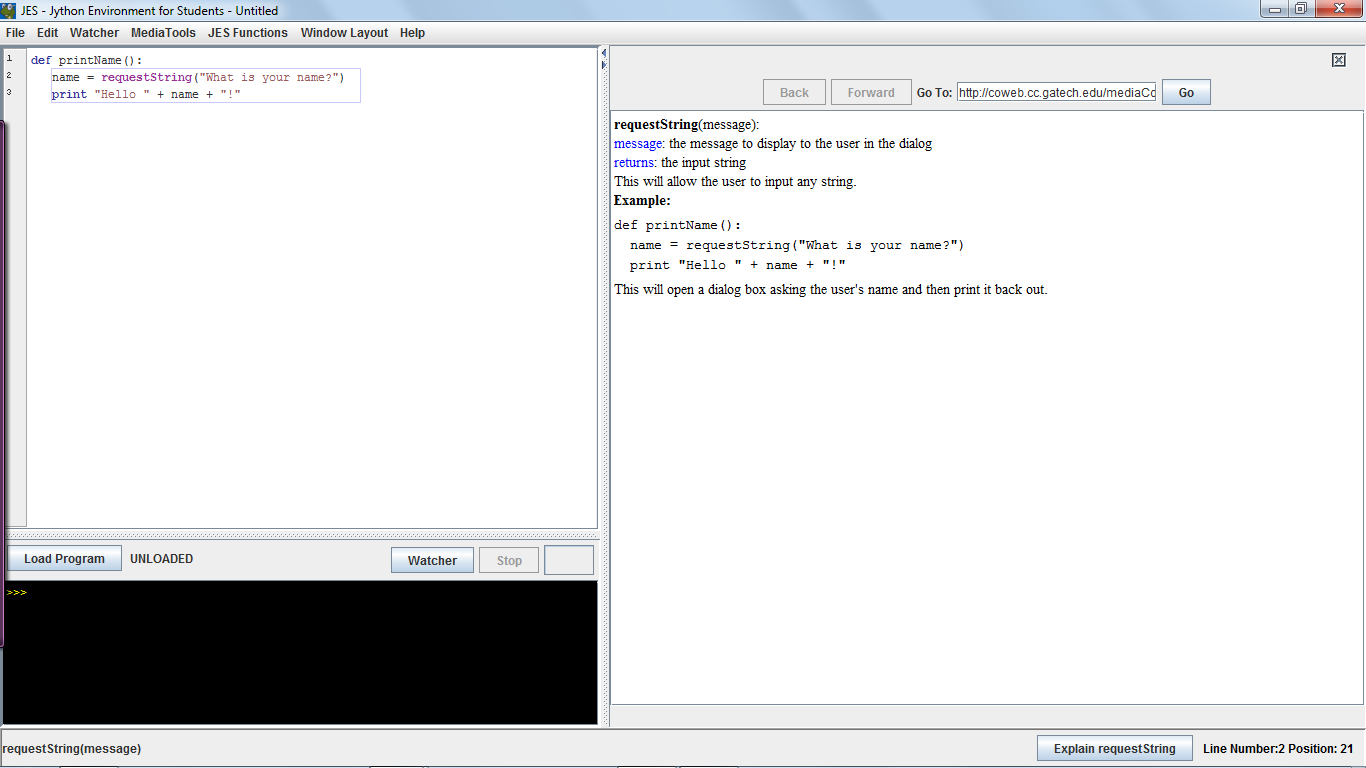 JES - Jython Environment for Students - Untitled
File Edit Watcher MediaTools JES Functions Window Layout Help
1 def printName():
2 name = requestString("What is your name?")
3 print "Hello " + name + "!"
Load Program UNLOADED Watcher Stop
>>>
Back Forward Go To: http://coweb.cc.gatech.edu/mediaCo Go
requestString(message):
message: the message to display to the user in the dialog
returns: the input string
This will allow the user to input any string.
Example:
def printName():
name = requestString("What is your name?")
print "Hello " + name + "!"
This will open a dialog box asking the user's name and then print it back out.
requestString(message) Explain requestString Line Number:2 Position: 21